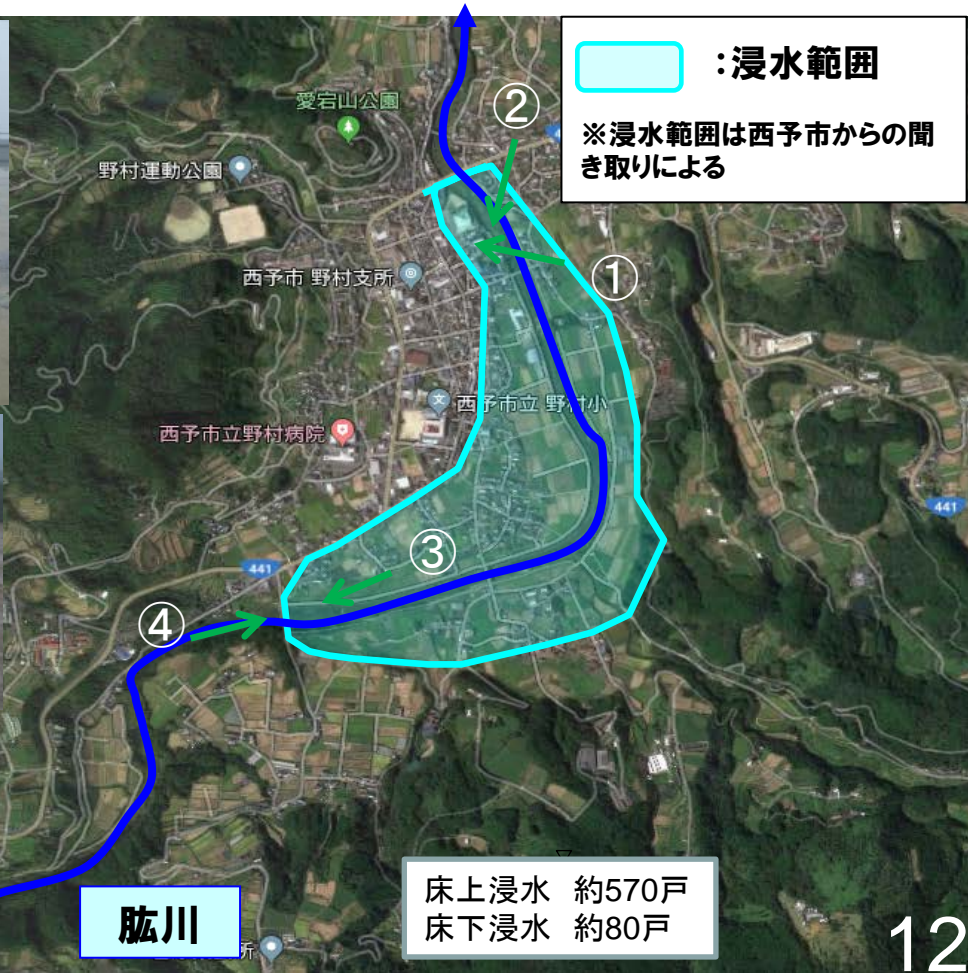 :浸水範囲
※浸水範囲は西予市からの聞
き取りによる
愛宕山公園
②
野村運動公園
西予市 野村支所
①
西予市立 野村小
西予市立野村病院
441
③
441
④
床上浸水 約570戸
床下浸水 約80戸
肱川
所
12